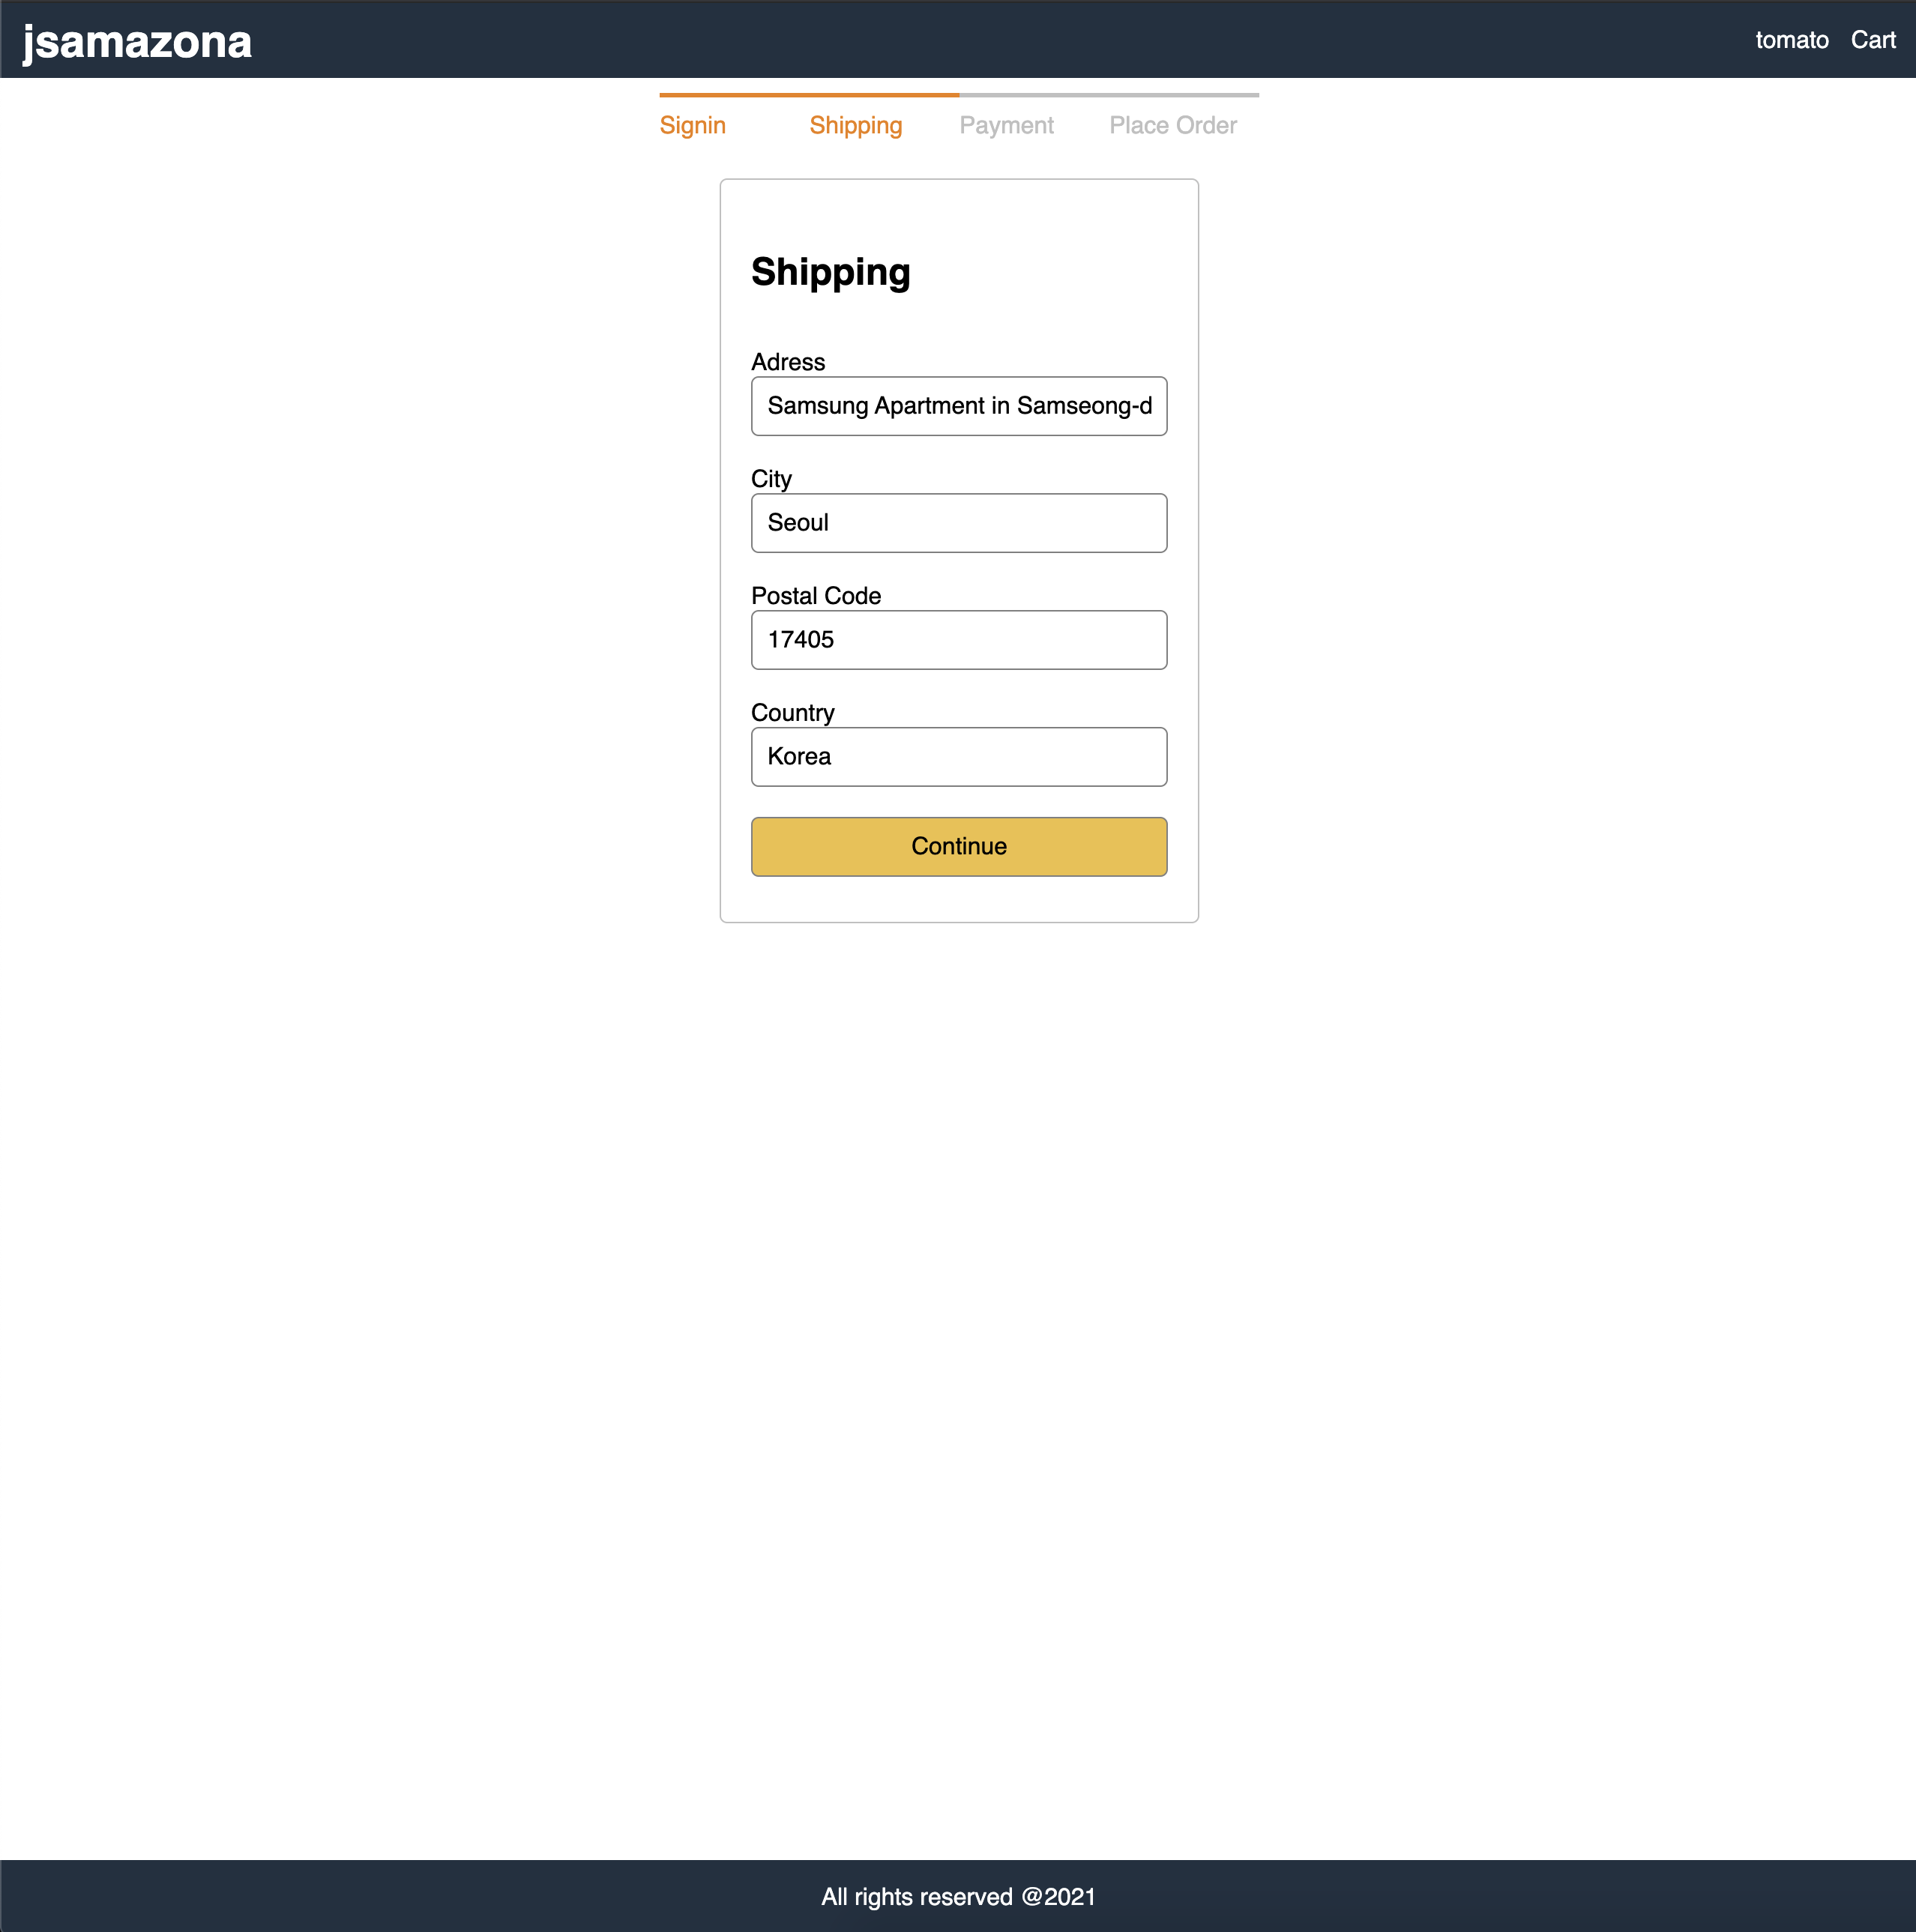 jsamazona tomato Cart
Signin Shipping Payment Place Order
Shipping
Adress
Samsung Apartment in Samseong-d
City
Seoul
Postal Code
17405
Country
Korea
Continue
All rights reserved @2021